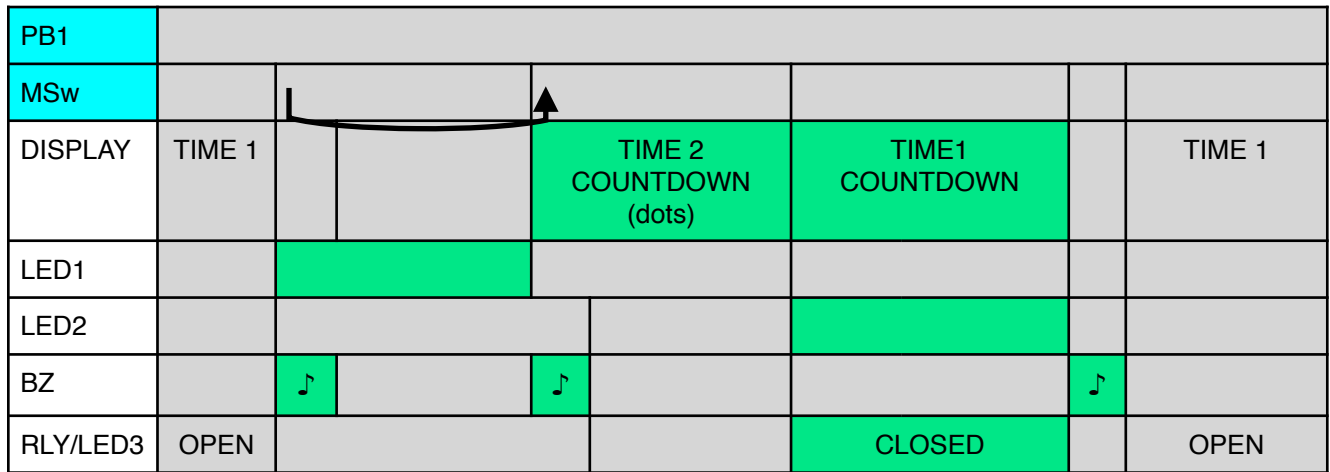 PB1
MSw
DISPLAY TIME 1 TIME 2 TIME1 TIME 1
COUNTDOWN COUNTDOWN
(dots)
LED1
LED2
BZ ♪ ♪ ♪
RLY/LED3 OPEN CLOSED OPEN